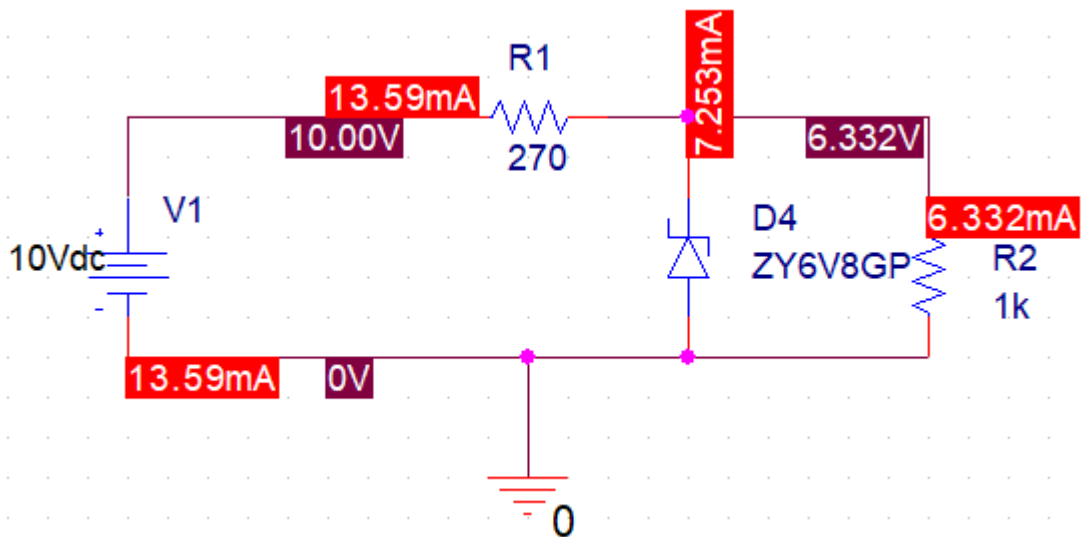 R1
13.59mA
7.253mA
10.00V
270
6.332V
V1
D4
6.332mA
10Vdc
ZY6V8GP
R2
1k
+
-
13.59mA
0V
0